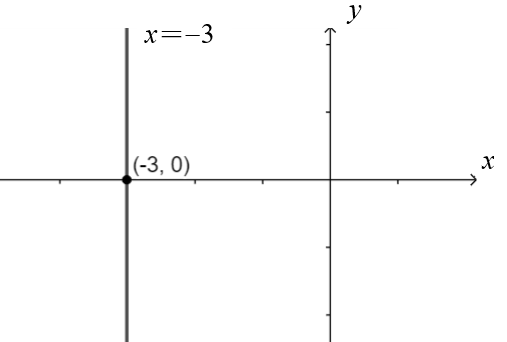 y
x=–3
(-3, 0)
x